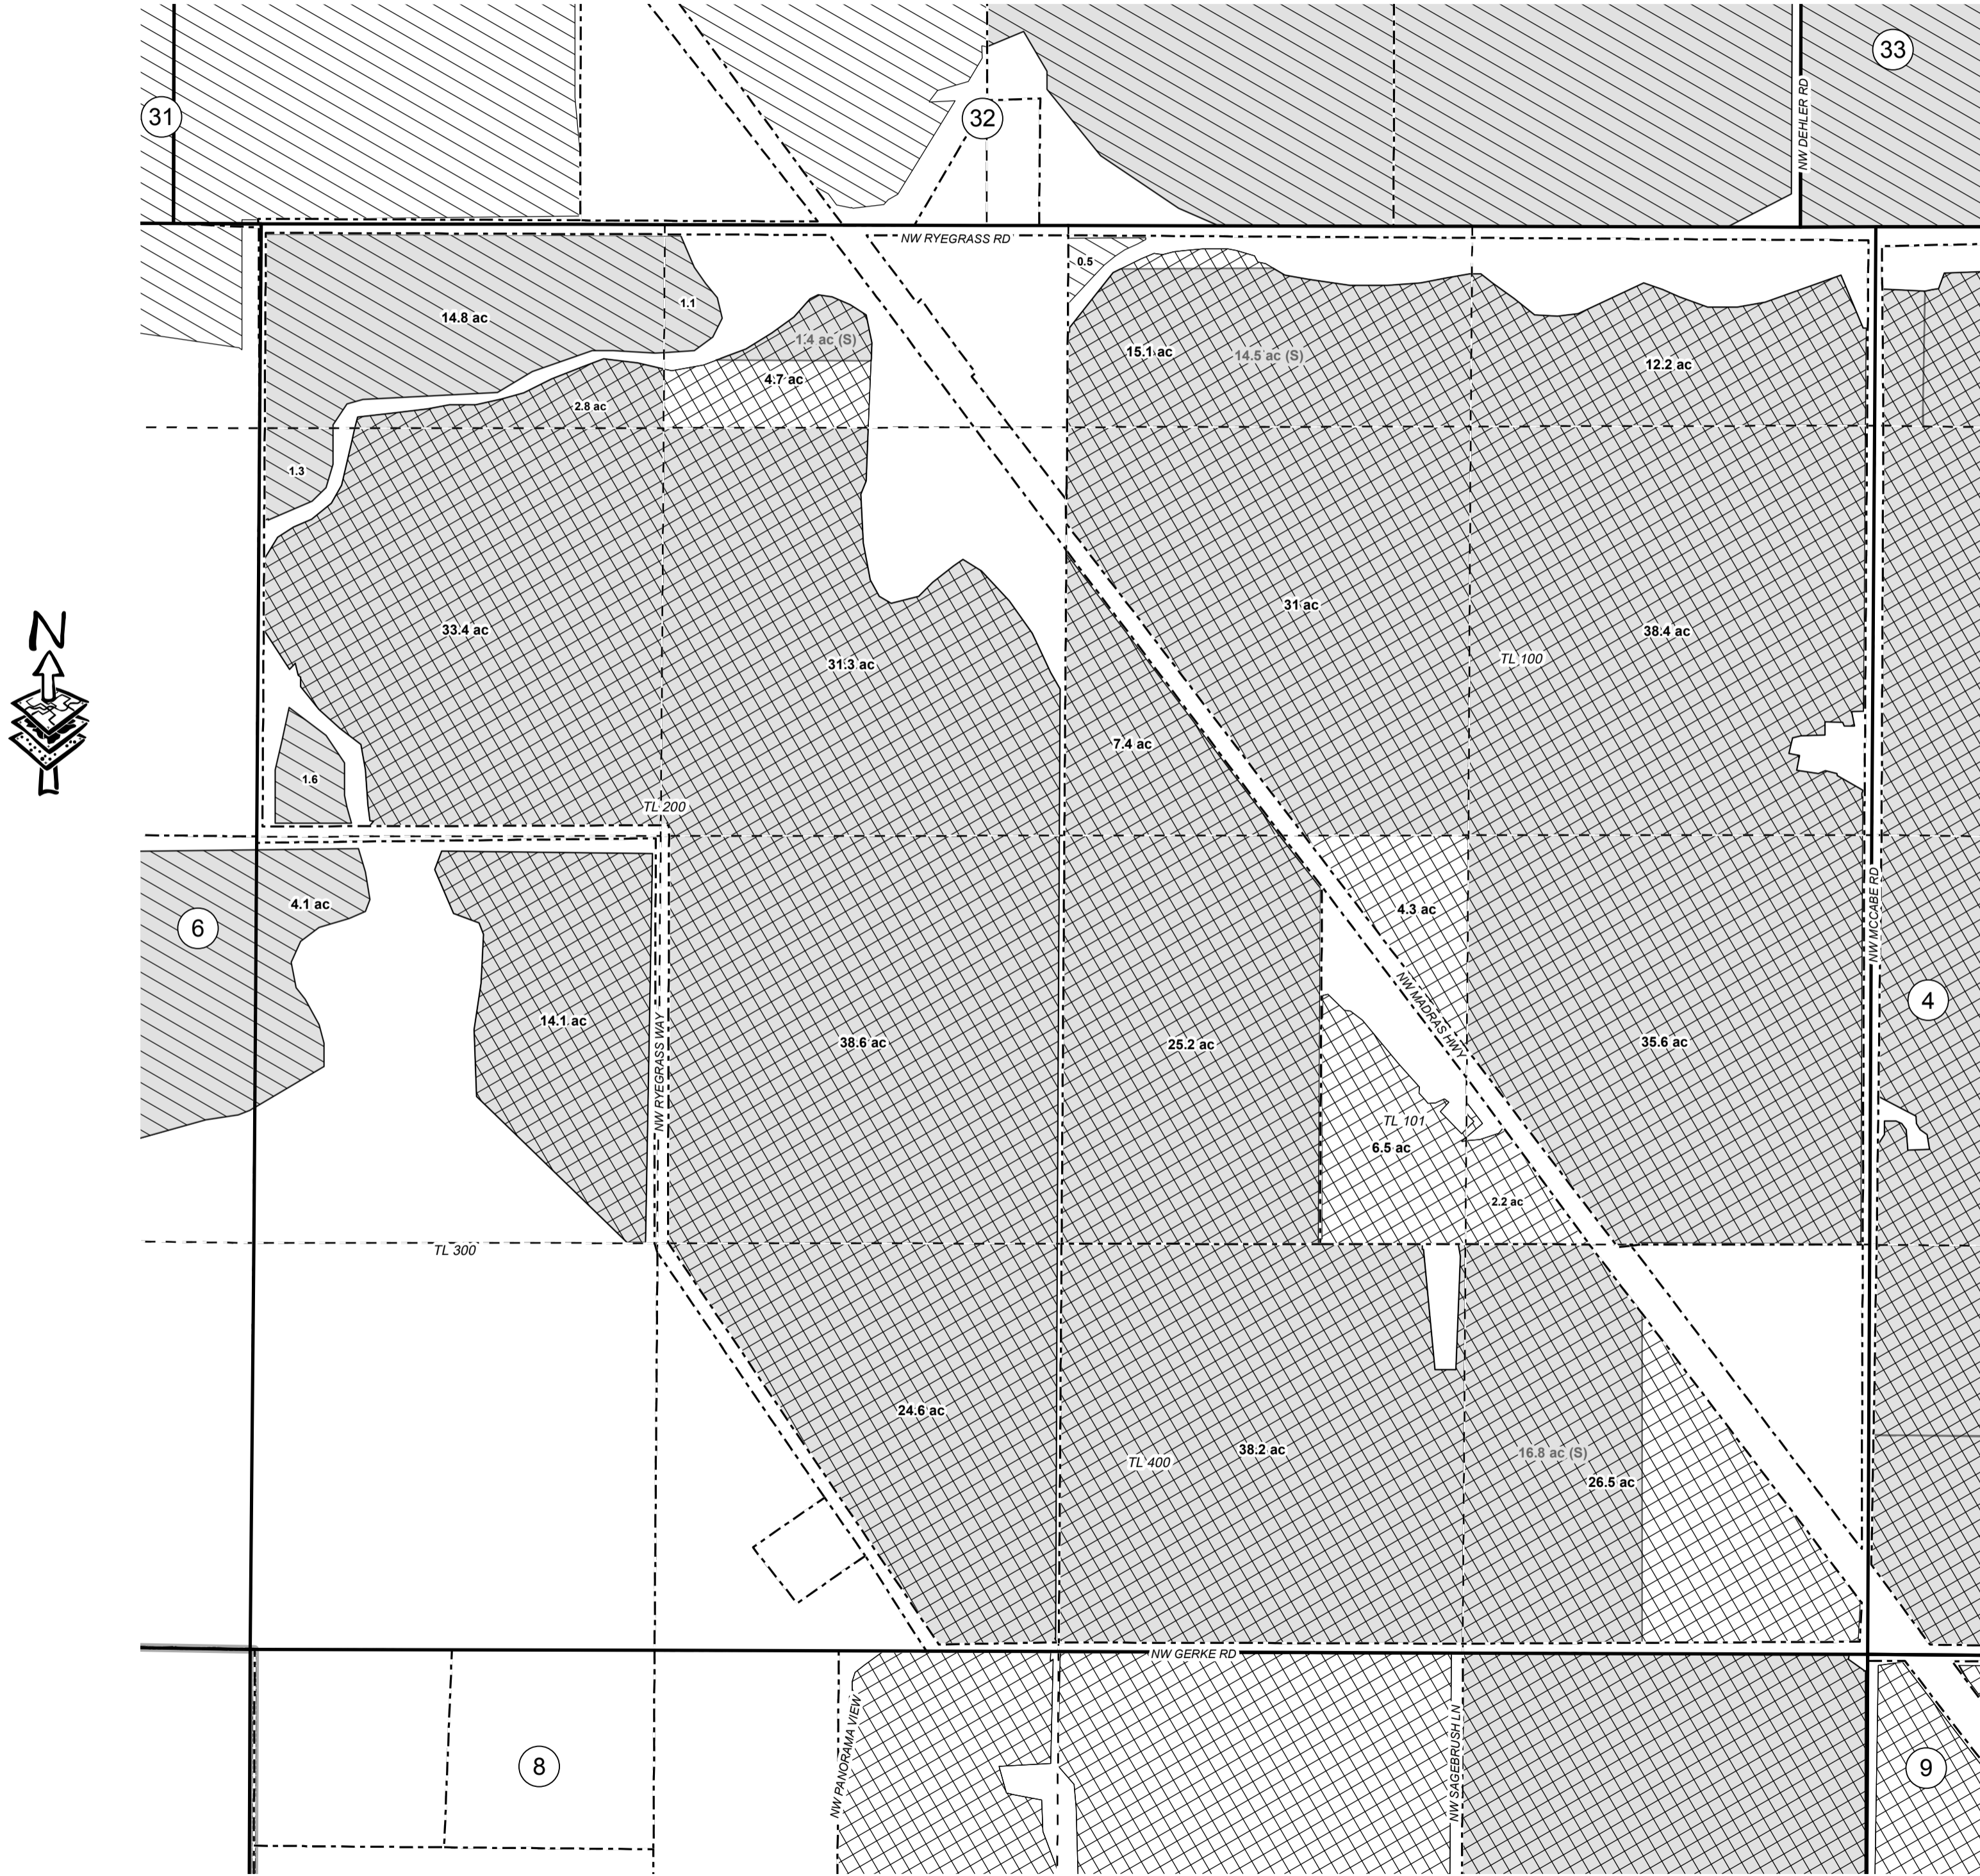 33
31
32
NW DEHLER RD
NW RYEGRASS RD
0.5
14.8 ac
1.1
1.4 ac (S)
15.1 ac
14.5 ac (S)
12.2 ac
4.7 ac
2.8 ac
1.3
31 ac
N
33.4 ac
38.4 ac
31.3 ac
TL 100
7.4 ac
1.6
TL 200
4.1 ac
4.3 ac
NW MCCABE RD
6
4
NW MADRAS HWY
14.1 ac
38.6 ac
25.2 ac
35.6 ac
NW RYEGRASS WAY
TL 101
6.5 ac
2.2 ac
TL 300
24.6 ac
38.2 ac
16.8 ac (S)
TL 400
26.5 ac
NW GERKE RD
NW PANORAMA VIEW
NW SAGEBRUSH LN
8
9